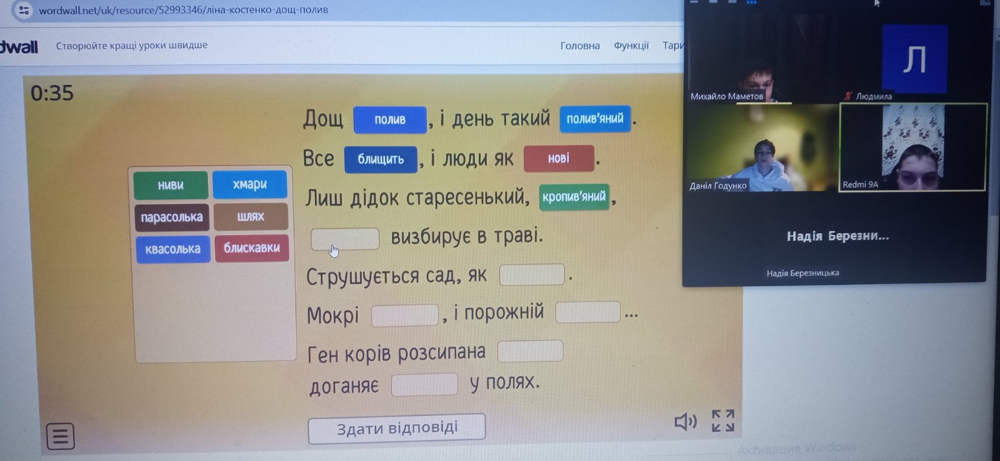 wordwall.net/uk/resource/52993346/ліна-костенко-дощ-полив
dwall Створюйте кращі уроки швидше Головна Функції Тари
0:35
Дощ полив, і день такий полив'яний.
Все блищить, і люди як нові.
Лиш дідок старесенький, кропив'яний,
визбирує в траві.
Струшується сад, як .
Мокрі , і порожній ...
Ген корів розсипана
доганяє у полях.
ниви хмари
парасолька шлях
квасолька блискавки
Здати відповіді
Михайло Маметов
Л
Людмила
Даніл Годунко
Redmi 9A
Надія Березни...
Надія Березницька
Активация Windows